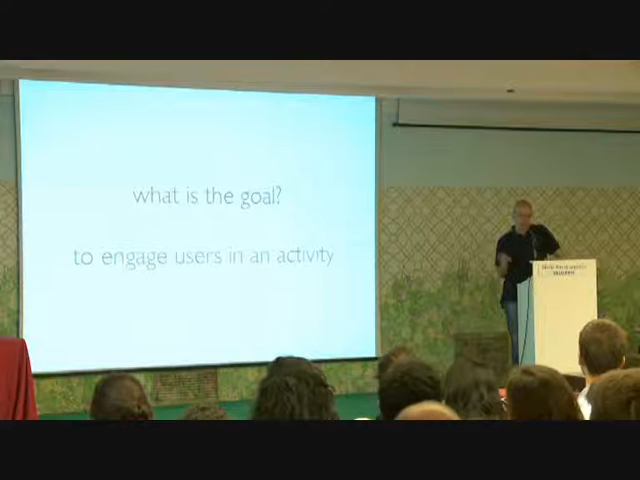 what is the goal?
to engage users in an activity